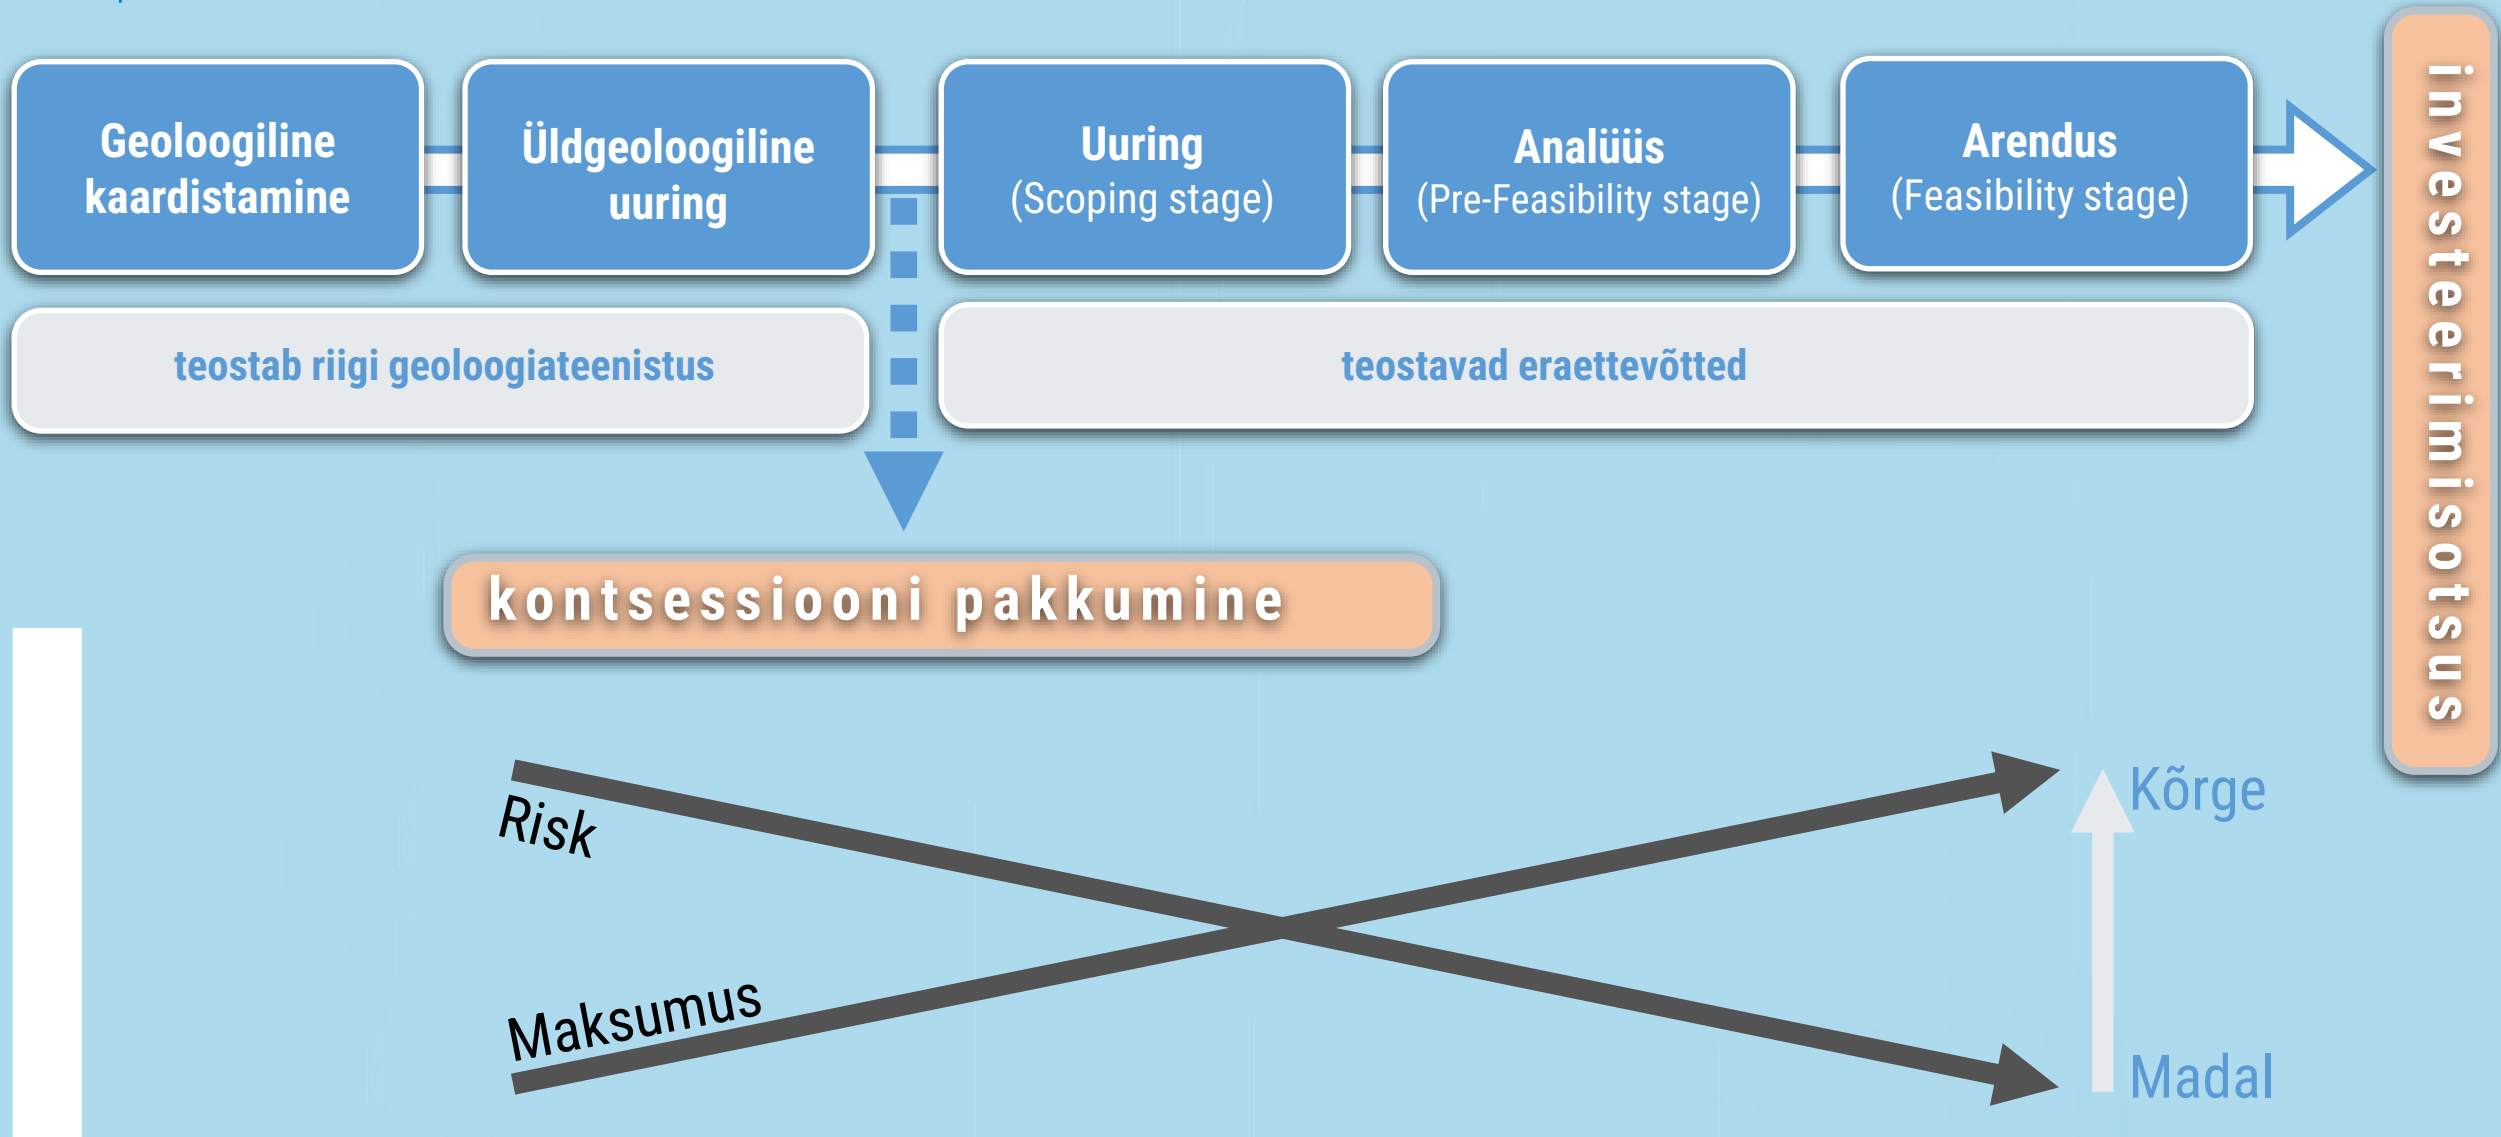 Geoloogiline
kaardistamine
Üldgeoloogiline
uuring
Uuring
(Scoping stage)
Analüüs
(Pre-Feasibility stage)
Arendus
(Feasibility stage)
investeerimisotsus
teostab riigi geoloogiateenistus
teostavad eraettevõtted
kontsessiooni pakkumine
Risk
Maksumus
Kõrge
Madal